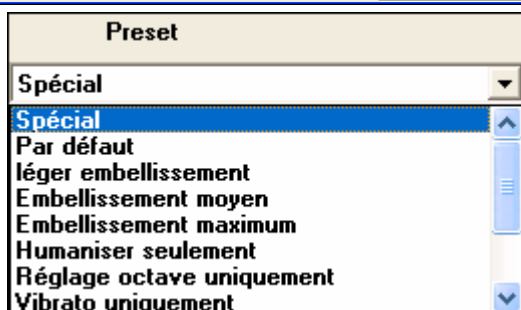 Preset
Spécial
Spécial
Par défaut
léger embellissement
Embellissement moyen
Embellissement maximum
Humaniser seulement
Réglage octave uniquement
Vibrato uniquement